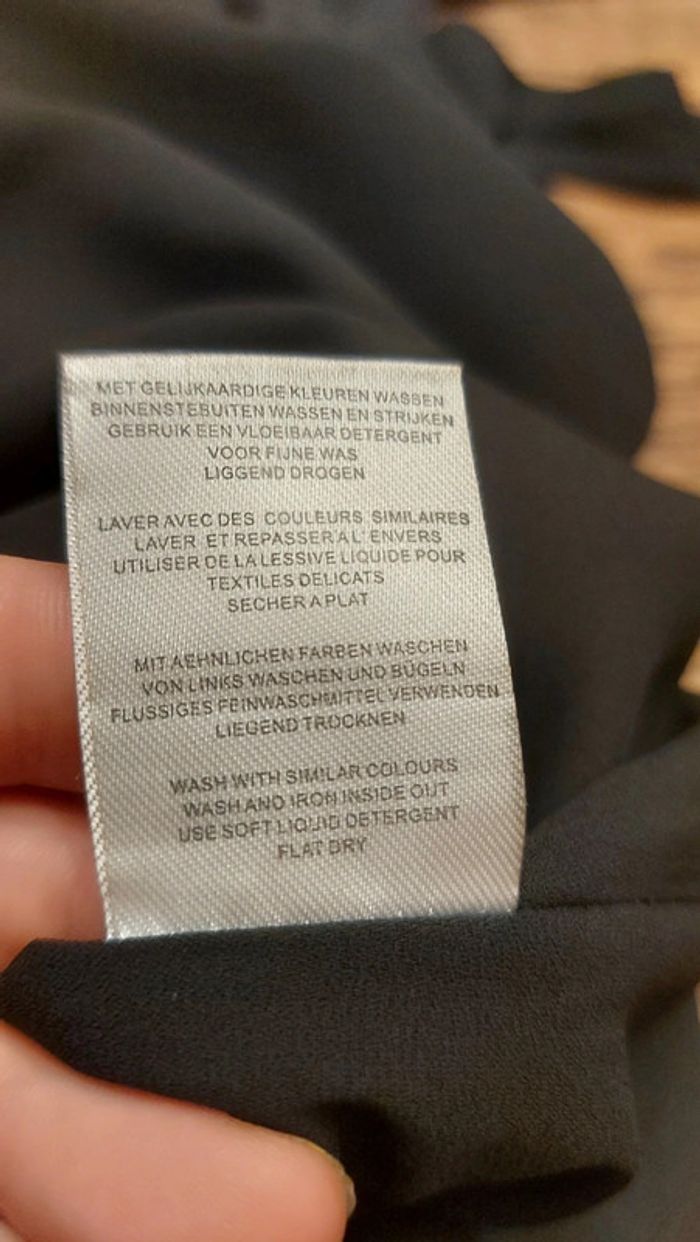 MET GELIJKAARDIGE KLEUREN WASSEN
BINNENSTEBUITEN WASSEN EN STRIJKEN
GEBRUIK EEN VLOEIBAAR DETERGENT
VOOR FIJNE WAS
LIGGEND DROGEN
LAVER AVEC DES COULEURS SIMILAIRES
LAVER ET REPASSER A L' ENVERS
UTILISER DE LA LESSIVE LIQUIDE POUR
TEXTILES DELICATS
SECHER A PLAT
MIT AEHNLICHEN FARBEN WASCHEN
VON LINKS WASCHEN UND BUGELN
FLUSSIGES FEINWASCHMITTEL VERWENDEN
LIEGEND TROCKNEN
WASH WITH SIMILAR COLOURS
WASH AND IRON INSIDE OUT
USE SOFT LIQUID DETERGENT
FLAT DRY